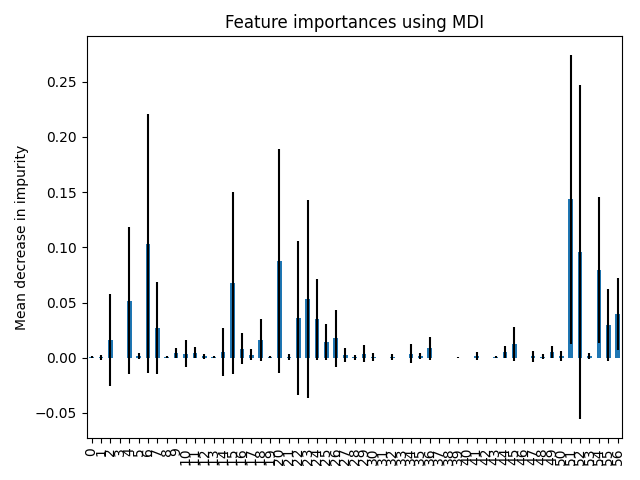 Feature importances using MDI
Mean decrease in impurity
0.25
0.20
0.15
0.10
0.05
0.00
−0.05
0 1 2 3 4 5 6 7 8 9 10 11 12 13 14 15 16 17 18 19 20 21 22 23 24 25 26 27 28 29 30 31 32 33 34 35 36 37 38 39 40 41 42 43 44 45 46 47 48 49 50 51 52 53 54 55 56